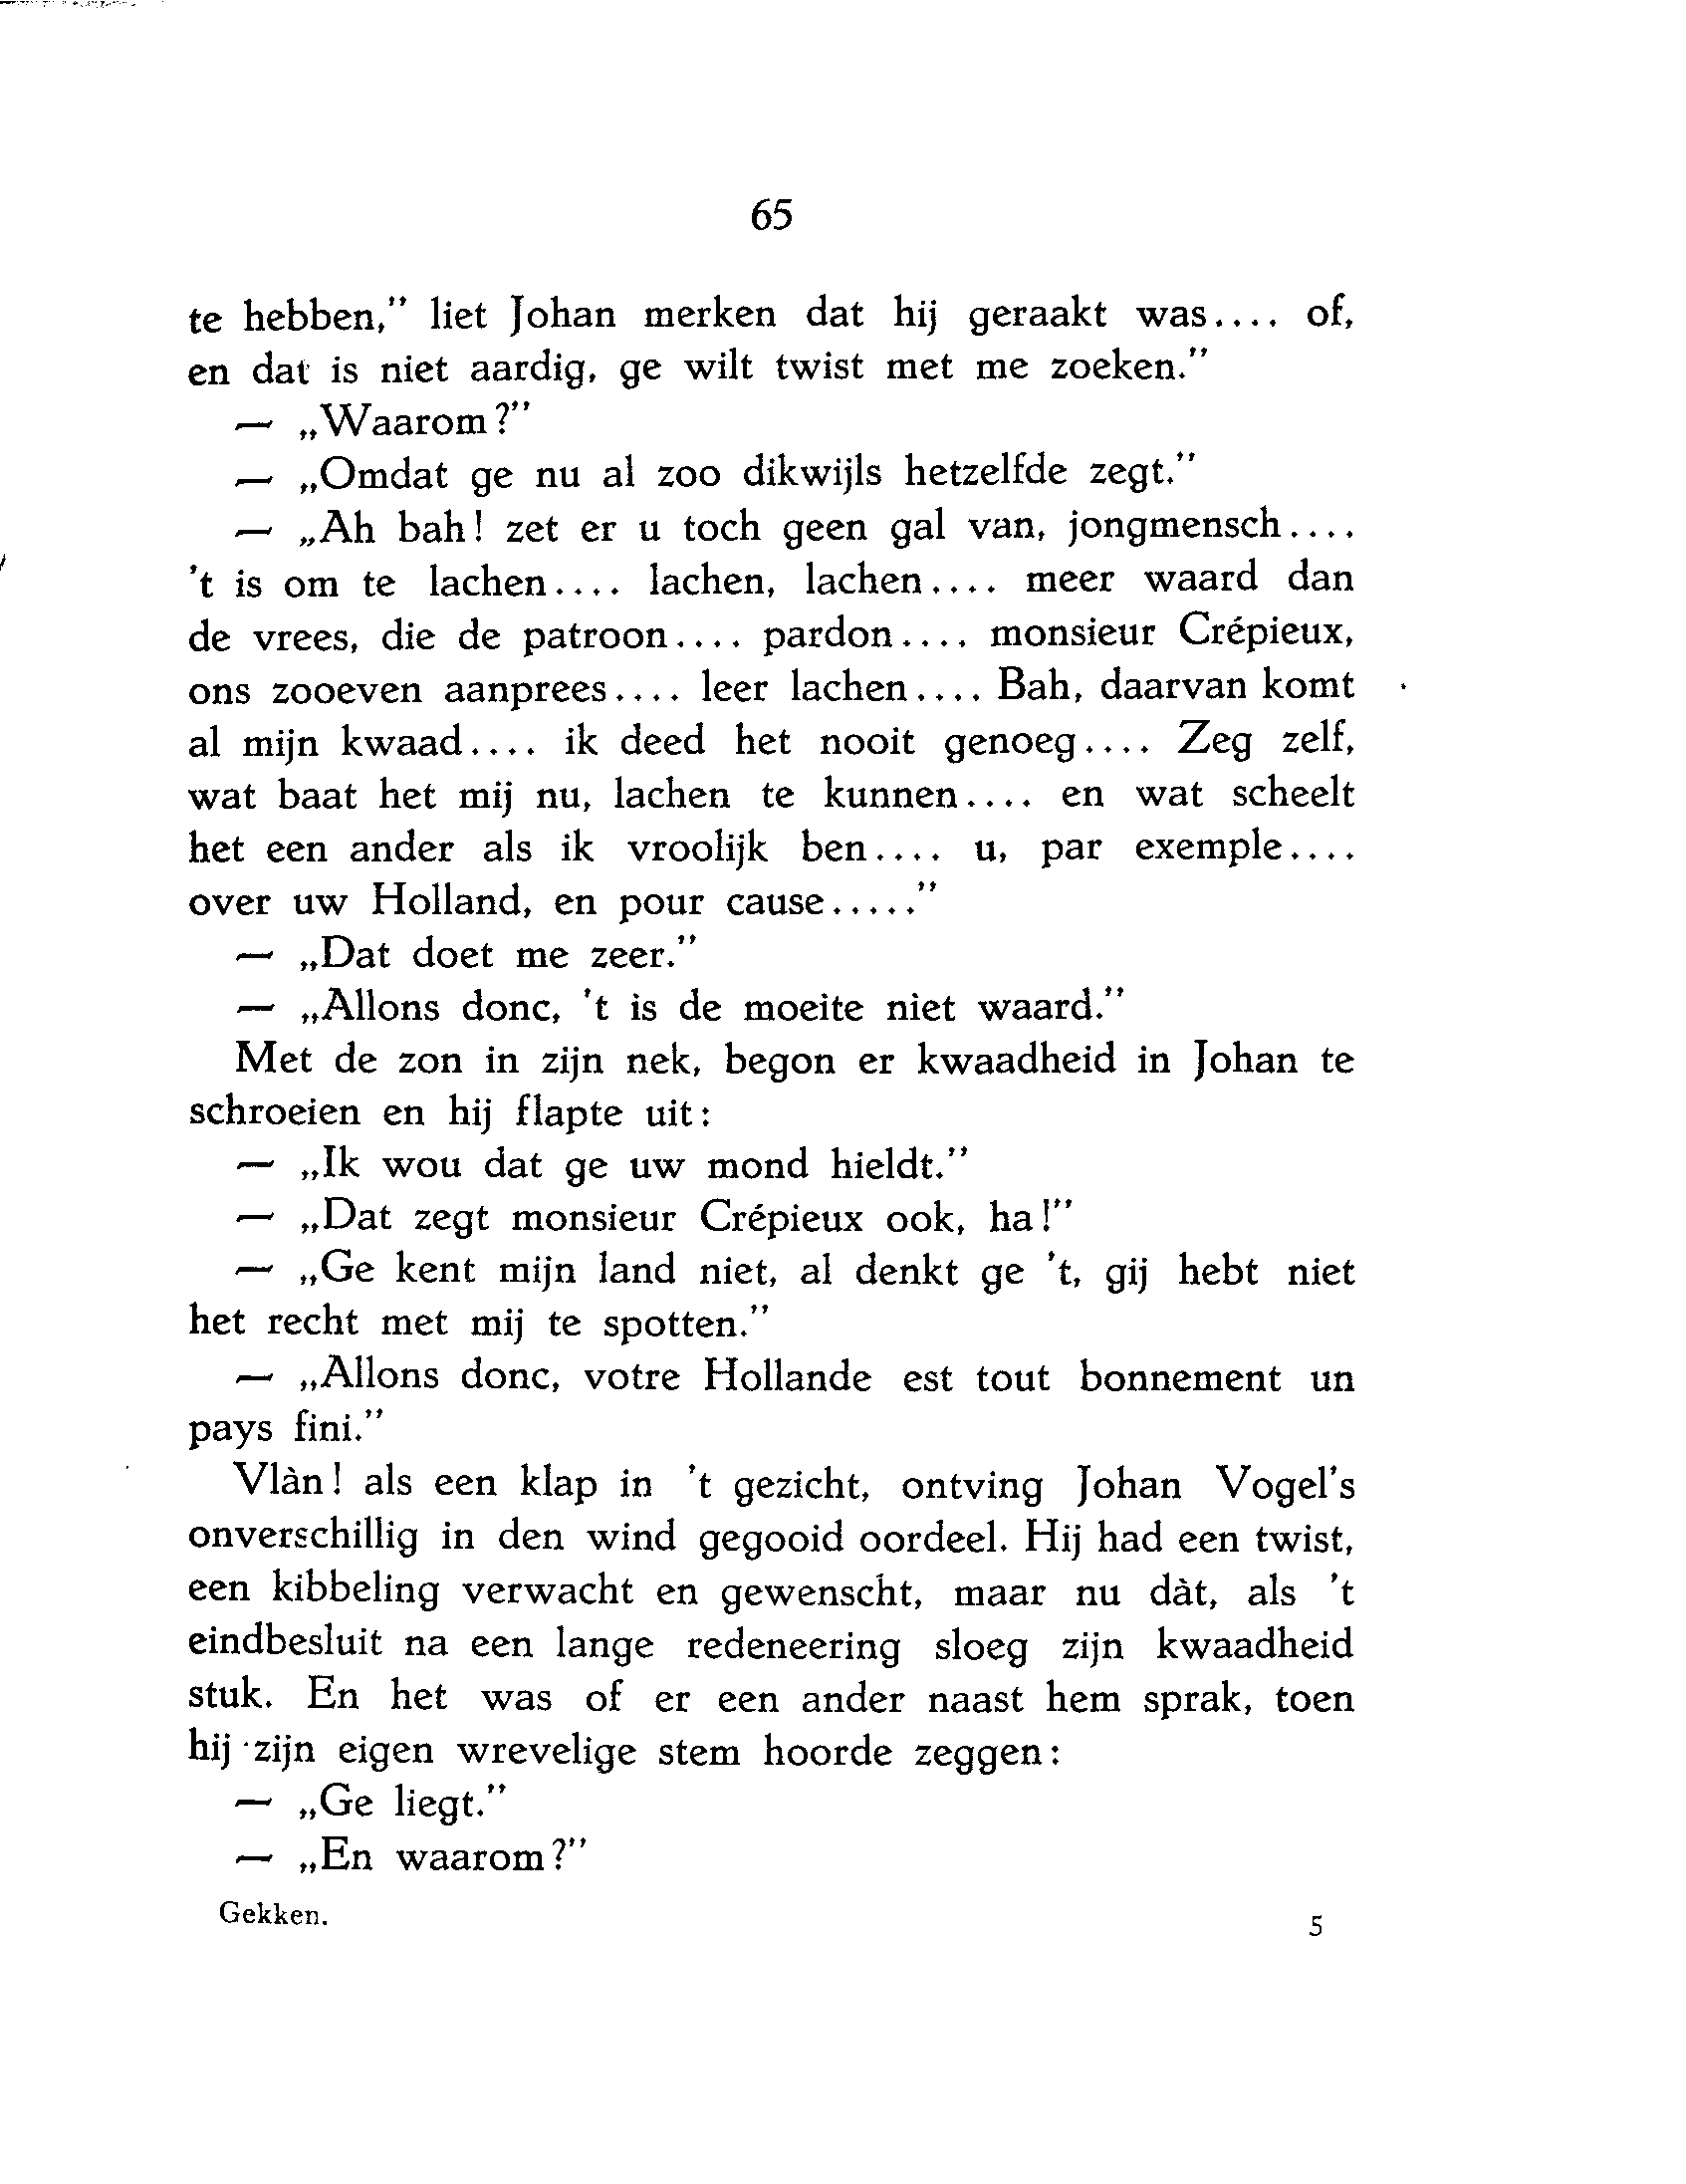 65
te hebben,” liet Johan merken dat hij geraakt was.... of,
en dat is niet aardig, ge wilt twist met me zoeken.”
— „Waarom?”
— „Omdat ge nu al zoo dikwijls hetzelfde zegt.”
— „Ah bah! zet er u toch geen gal van, jongmensch....
't is om te lachen.... lachen, lachen.... meer waard dan
de vrees, die de patroon.... pardon.... monsieur Crépieux,
ons zooeven aanprees.... leer lachen.... Bah, daarvan komt
al mijn kwaad.... ik deed het nooit genoeg.... Zeg zelf,
wat baat het mij nu, lachen te kunnen.... en wat scheelt
het een ander als ik vroolijk ben.... u, par exemple....
over uw Holland, en pour cause.....”
— „Dat doet me zeer.”
— „Allons donc, 't is de moeite niet waard.”
Met de zon in zijn nek, begon er kwaadheid in Johan te
schroeien en hij flapte uit:
— „Ik wou dat ge uw mond hieldt.”
— „Dat zegt monsieur Crépieux ook, ha!”
— „Ge kent mijn land niet, al denkt ge 't, gij hebt niet
het recht met mij te spotten.”
— „Allons donc, votre Hollande est tout bonnement un
pays fini.”
Vlàn! als een klap in 't gezicht, ontving Johan Vogel's
onverschillig in den wind gegooid oordeel. Hij had een twist,
een kibbeling verwacht en gewenscht, maar nu dàt, als 't
eindbesluit na een lange redeneering sloeg zijn kwaadheid
stuk. En het was of er een ander naast hem sprak, toen
hij zijn eigen wrevelige stem hoorde zeggen:
— „Ge liegt.”
— „En waarom?”
Gekken.
5